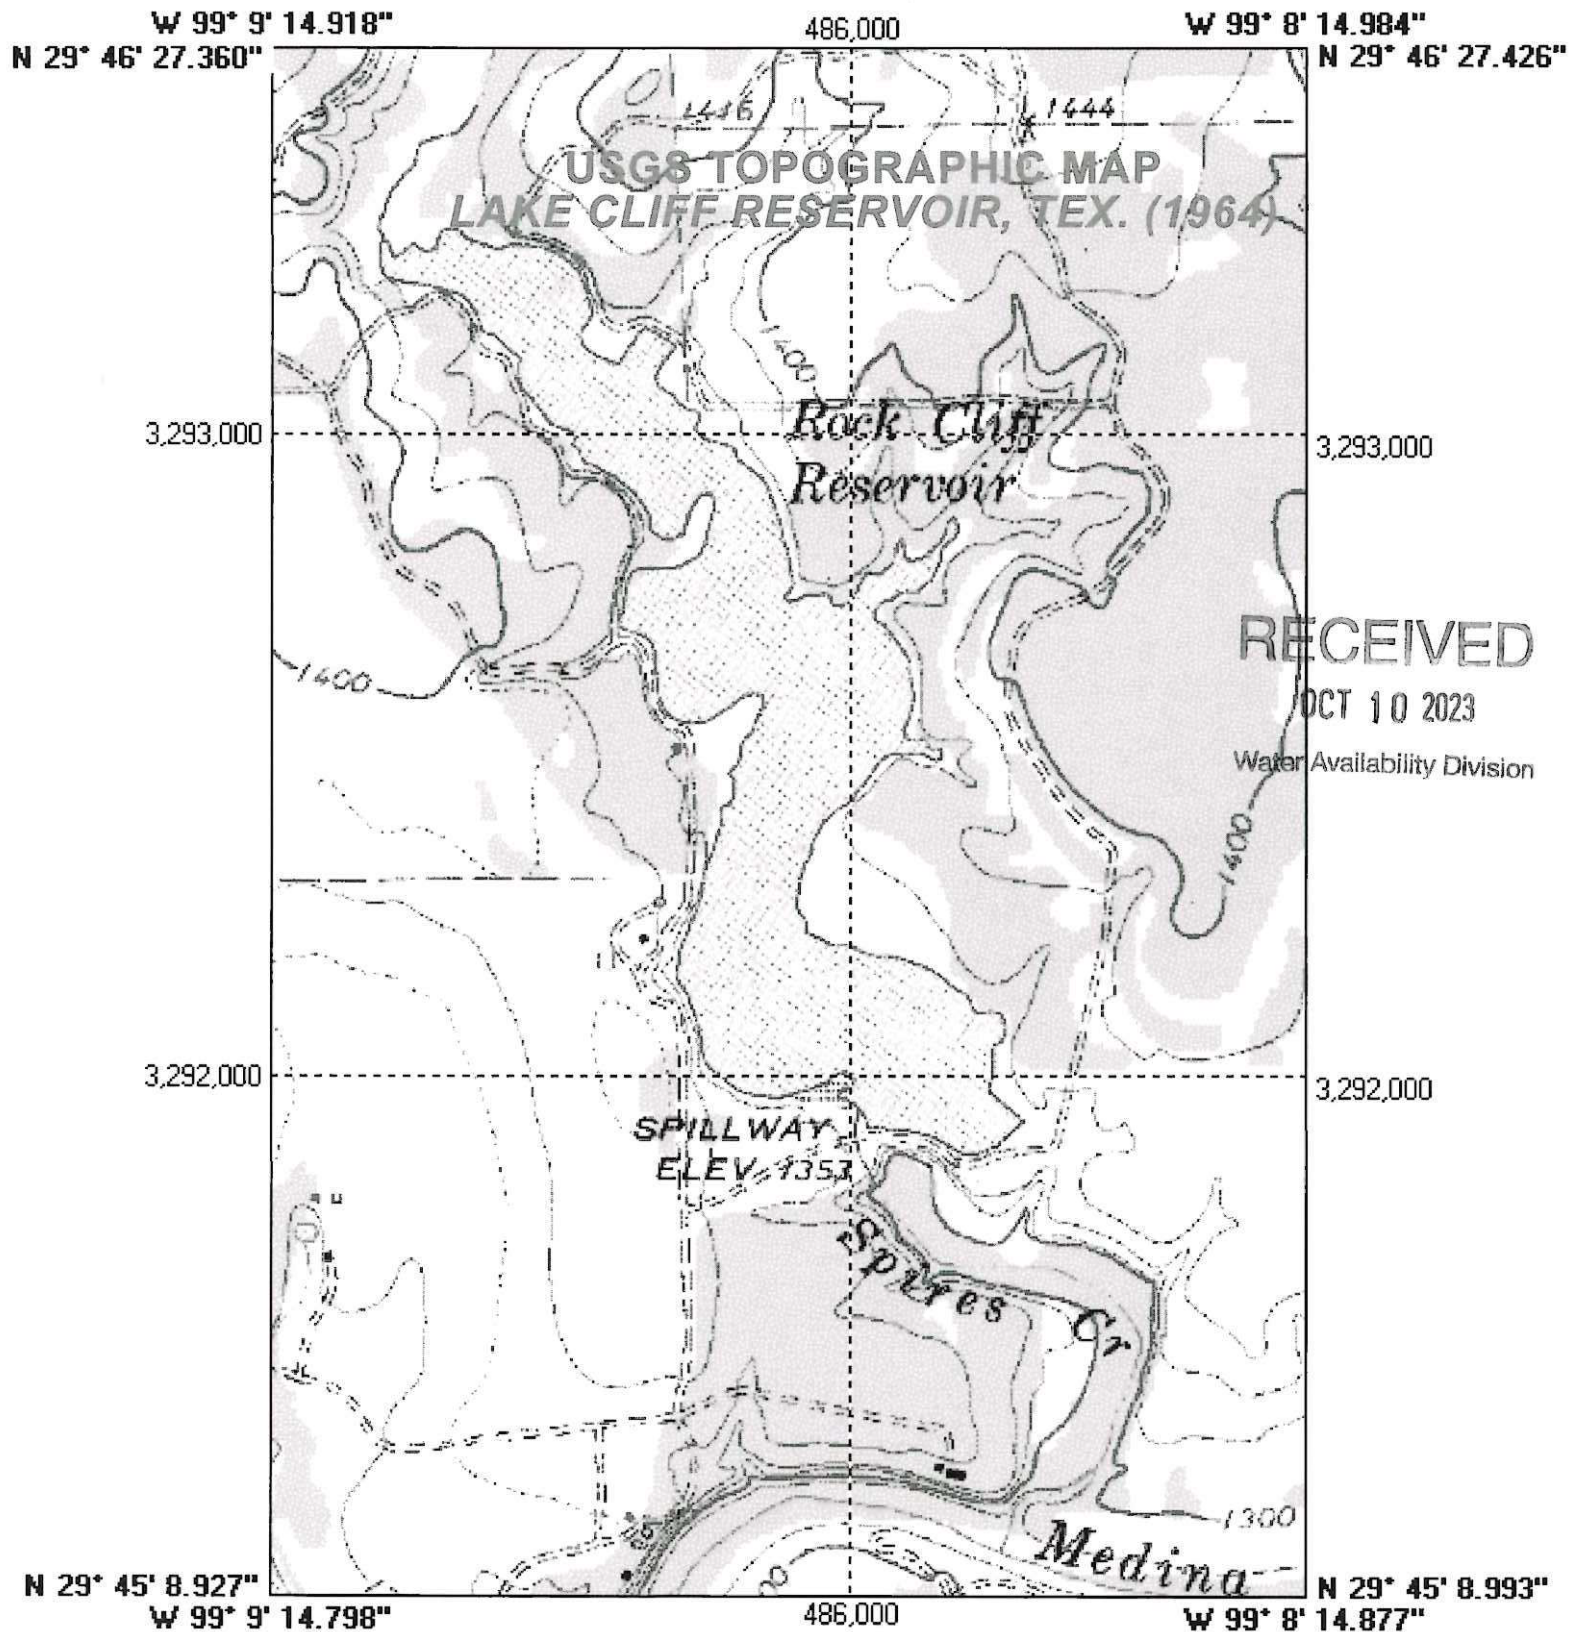 W 99° 9' 14.918"
486,000
W 99° 8' 14.984"
N 29° 46' 27.360"
N 29° 46' 27.426"
1416
1444
USGS TOPOGRAPHIC MAP
LAKE CLIFF RESERVOIR, TEX. (1964)
1400
Rock Cliff
3,293,000
3,293,000
Reservoir
RECEIVED
1400
OCT 10 2023
Water Availability Division
1400
3,292,000
3,292,000
SPILLWAY
ELEV 1353
Spires Cr
1300
Medina
N 29° 45' 8.927"
N 29° 45' 8.993"
W 99° 9' 14.798"
486,000
W 99° 8' 14.877"